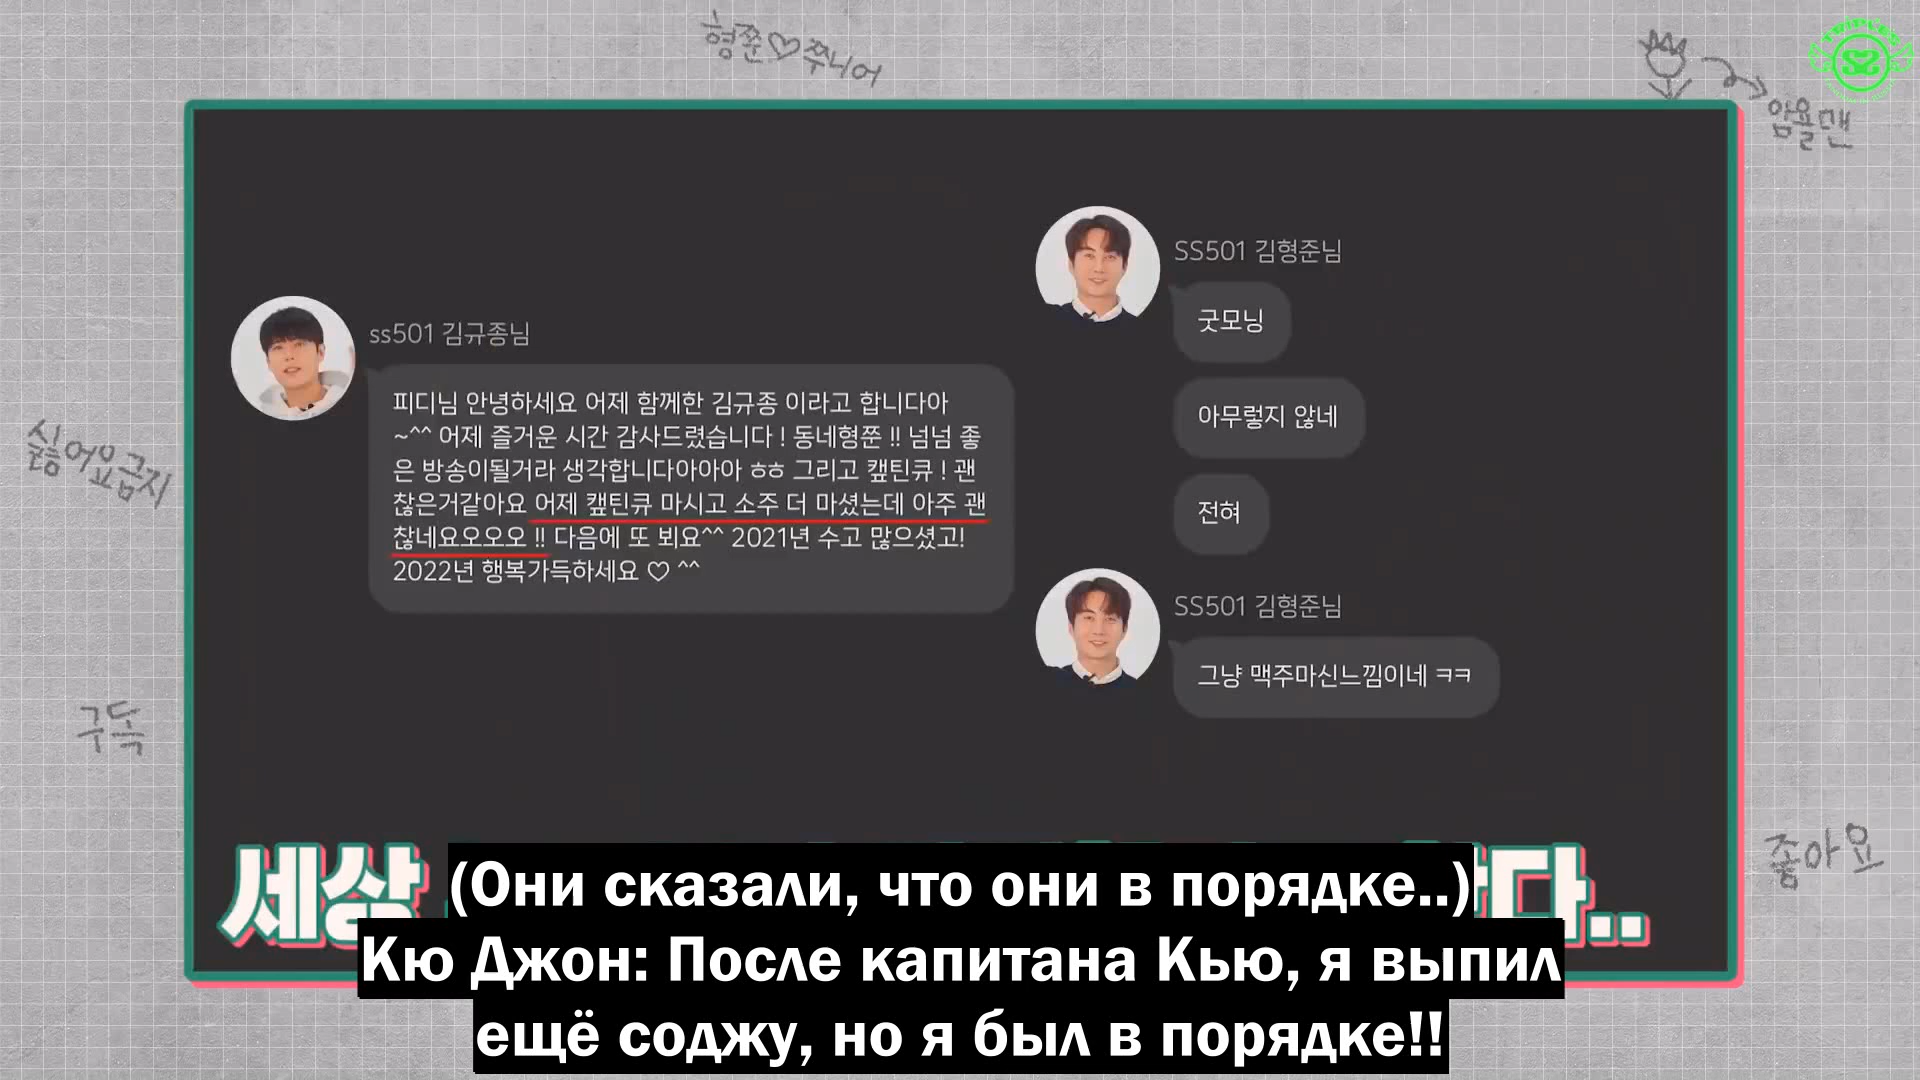 형쭌♡쭈니어
암욜맨
싫어요금지
구독
좋아요
ss501 김규종님
피디님 안녕하세요 어제 함께한 김규종 이라고 합니다아
~^^ 어제 즐거운 시간 감사드렸습니다 ! 동네형쭌 !! 넘넘 좋
은 방송이될거라 생각합니다아아아 ㅎㅎ 그리고 캪틴큐 ! 괜
찮은거같아요 어제 캪틴큐 마시고 소주 더 마셨는데 아주 괜
찮네요오오오 !! 다음에 또 뵈요^^ 2021년 수고 많으셨고!
2022년 행복가득하세요 ♡ ^^
SS501 김형준님
굿모닝
아무렇지 않네
전혀
SS501 김형준님
그냥 맥주마신느낌이네 ㅋㅋ
세상
다..
(Они сказали, что они в порядке..)
Кю Джон: После капитана Кью, я выпил
ещё соджу, но я был в порядке!!